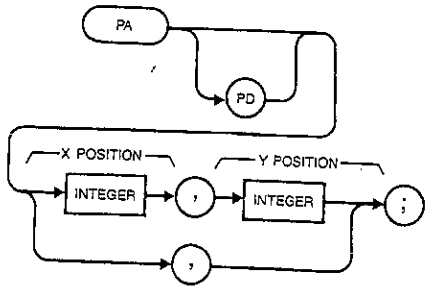 PA
PD
X POSITION
Y POSITION
INTEGER , INTEGER ;
,